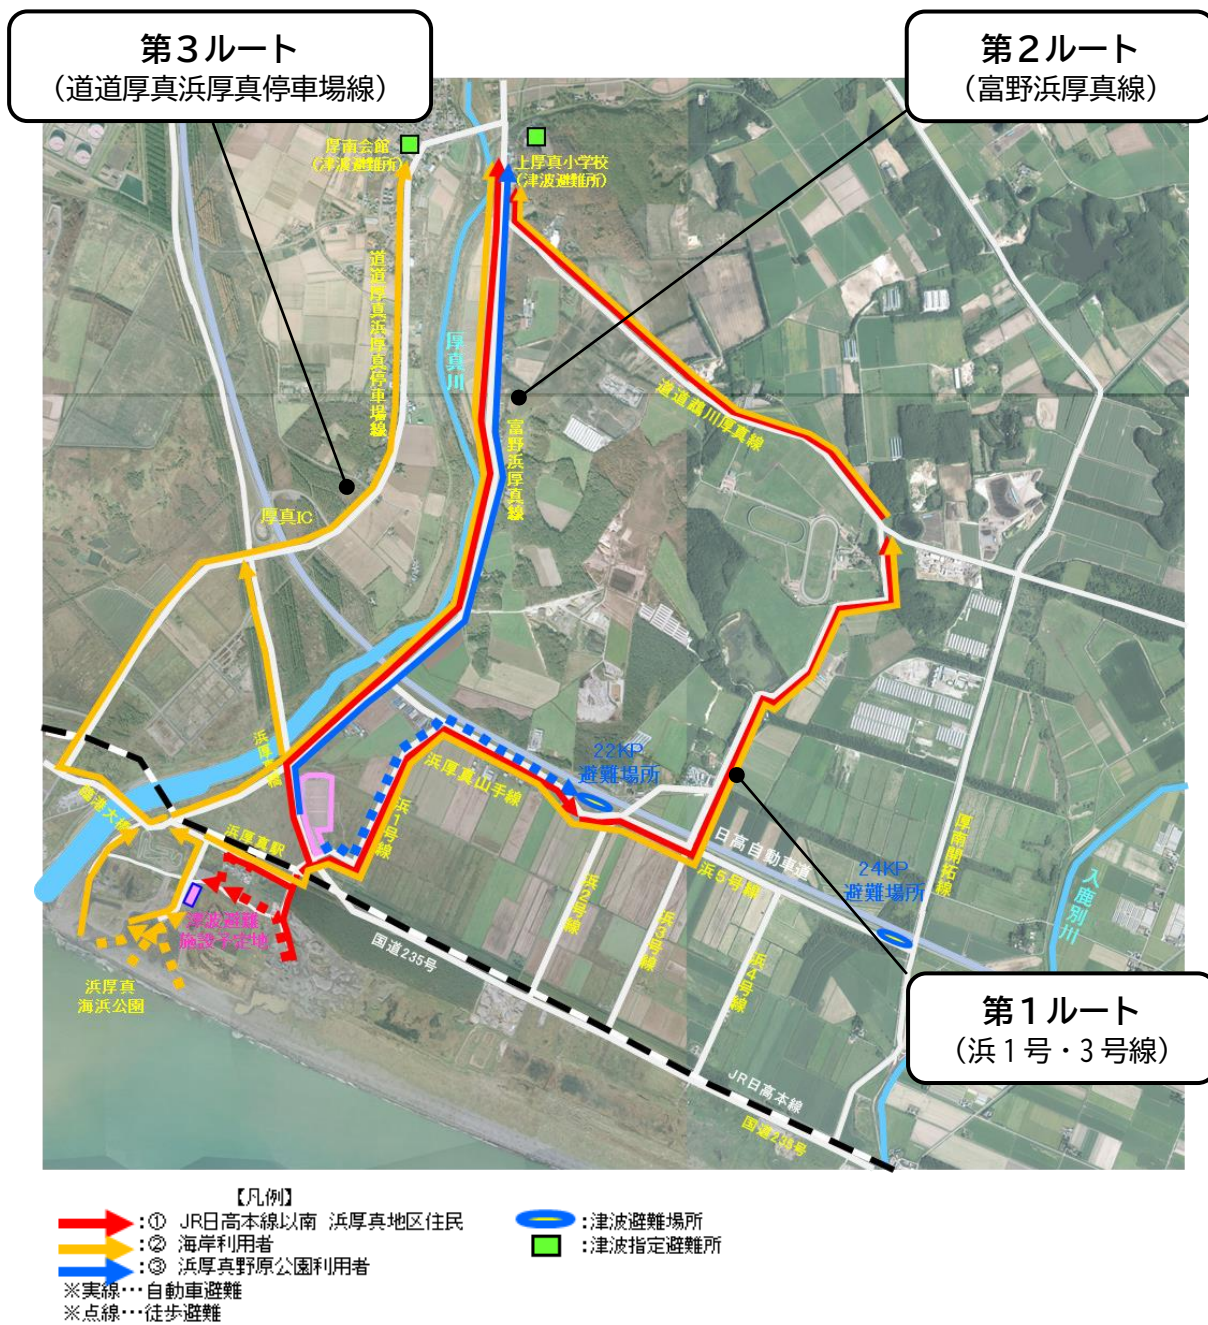 第3ルート
（道道厚真浜厚真停車場線）
第2ルート
（富野浜厚真線）
厚南会館
（津波避難所）
上厚真小学校
（津波避難所）
道道厚真浜厚真停車場線
厚真川
道道鵡川厚真線
富野浜厚真線
厚真IC
浜厚真橋
22KP
避難場所
浜厚真山手線
浜1号線
臨港大橋
浜厚真駅
日高自動車道
浜5号線
24KP
避難場所
厚南開拓線
入鹿別川
浜2号線
浜3号線
浜4号線
津波避難
施設予定地
国道235号
浜厚真
海浜公園
第1ルート
（浜1号・3号線）
JR日高本線
国道235号
【凡例】
:① JR日高本線以南 浜厚真地区住民
:② 海岸利用者
:③ 浜厚真野原公園利用者
※実線…自動車避難
※点線…徒歩避難
:津波避難場所
:津波指定避難所